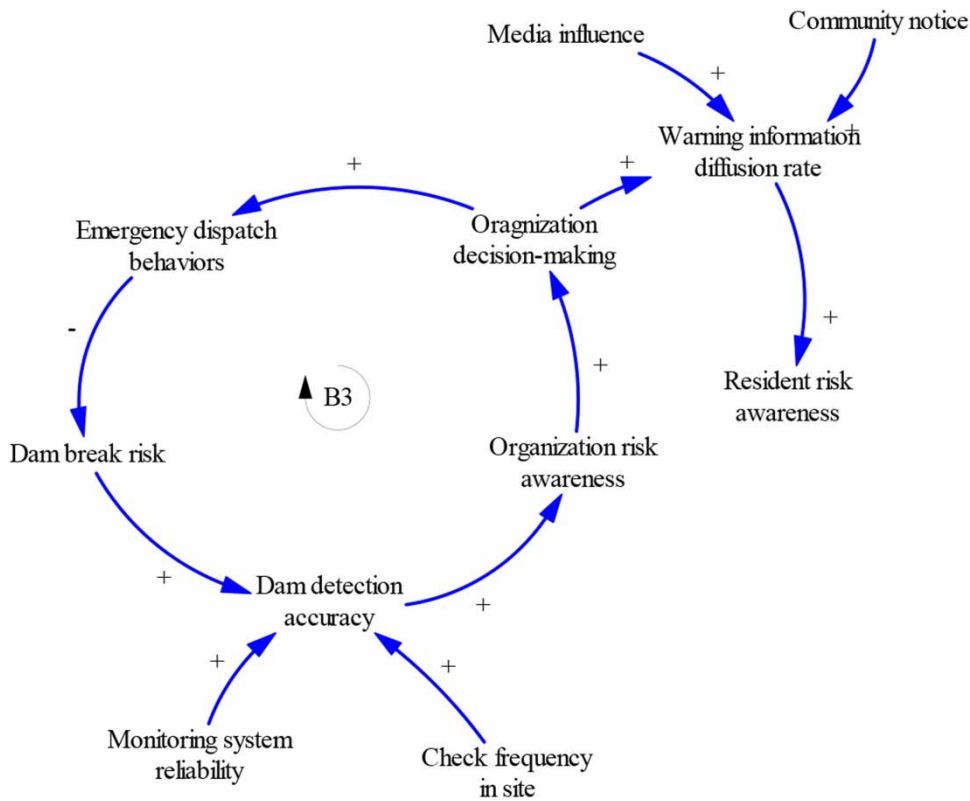 Community notice
Media influence
+
+
Warning information
diffusion rate
+
+
Emergency dispatch
behaviors
Oragnization
decision-making
+
-
+
Resident risk
awareness
B3
Dam break risk
Organization risk
awareness
+
Dam detection
accuracy
+
+
+
Monitoring system
reliability
Check frequency
in site